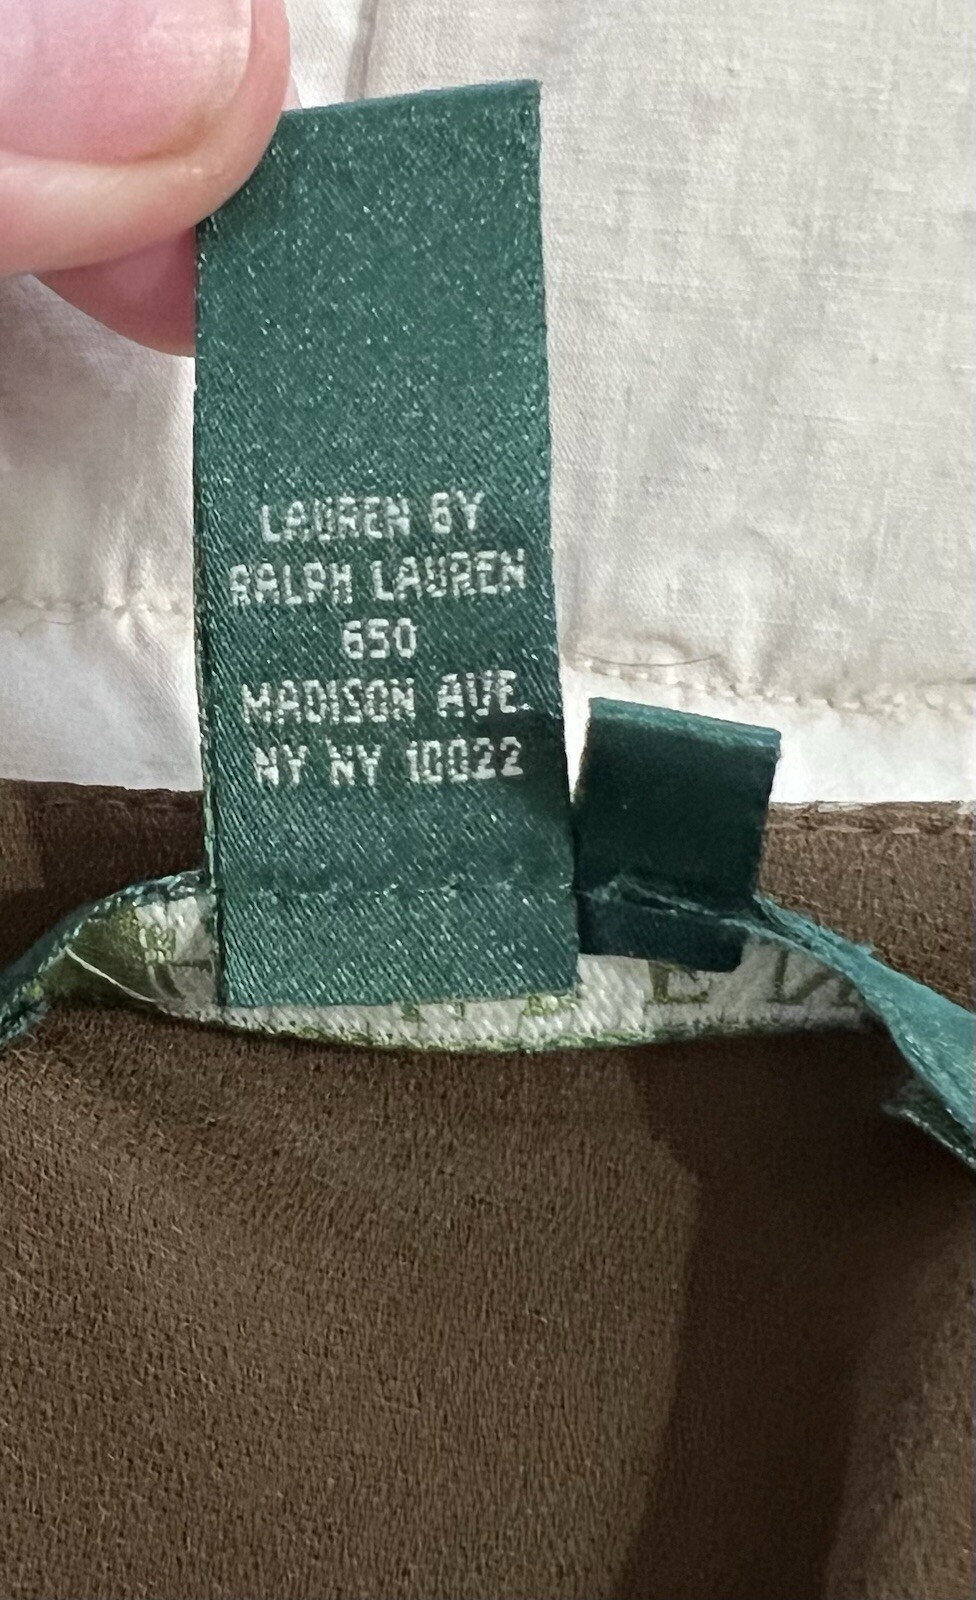 LAUREN BY
RALPH LAUREN
650
MADISON AVE.
NY NY 10022